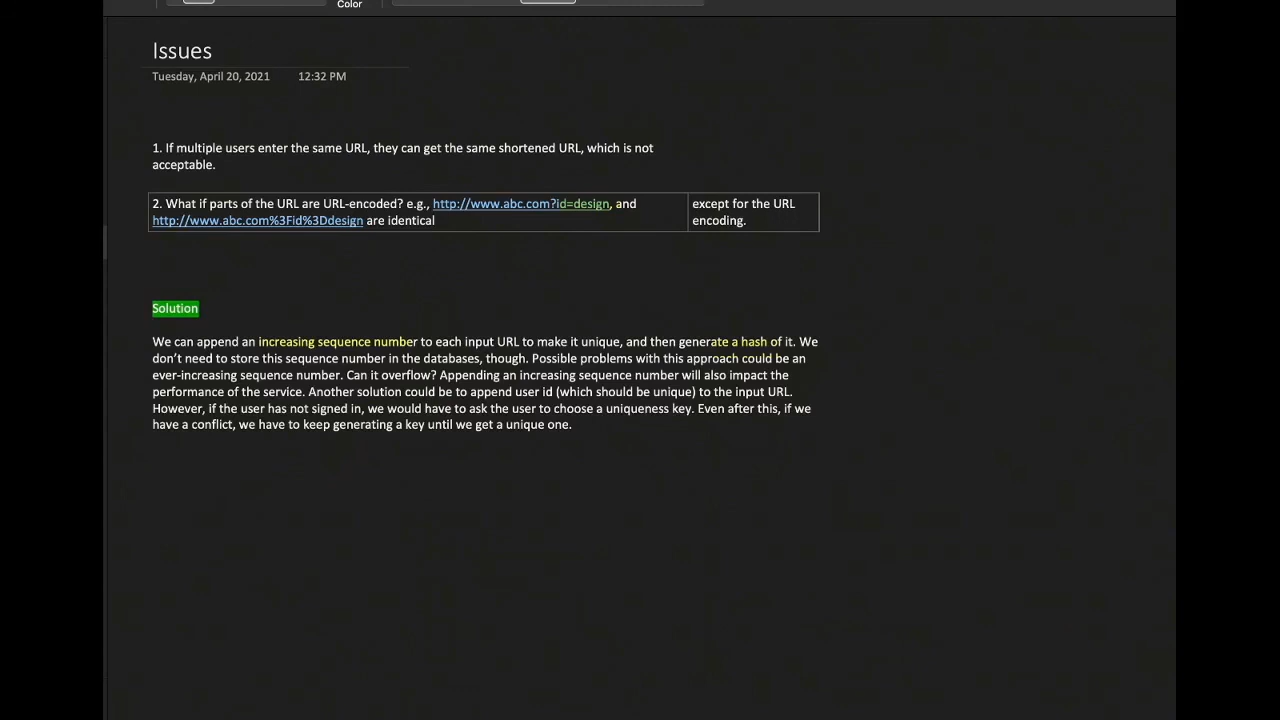 Color
Issues
Tuesday, April 20, 2021 12:32 PM
1. If multiple users enter the same URL, they can get the same shortened URL, which is not
acceptable.
2. What if parts of the URL are URL-encoded? e.g., http://www.abc.com?id=design, and
http://www.abc.com%3Fid%3Ddesign are identical
except for the URL
encoding.
Solution
We can append an increasing sequence number to each input URL to make it unique, and then generate a hash of it. We
don’t need to store this sequence number in the databases, though. Possible problems with this approach could be an
ever-increasing sequence number. Can it overflow? Appending an increasing sequence number will also impact the
performance of the service. Another solution could be to append user id (which should be unique) to the input URL.
However, if the user has not signed in, we would have to ask the user to choose a uniqueness key. Even after this, if we
have a conflict, we have to keep generating a key until we get a unique one.